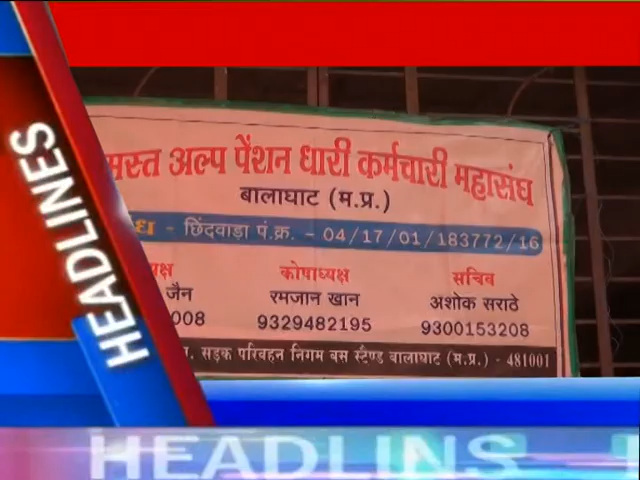 HEADLINES
मस्त अल्प पेंशन धारी कर्मचारी महासंघ
बालाघाट (म.प्र.)
- छिंदवाड़ा पं.क्र. - 04/17/01/183772/16
कोषाध्यक्ष सचिव
जैन रमजान खान अशोक सराठे
008 9329482195 9300153208
. सड़क परिवहन निगम बस स्टैण्ड बालाघाट (म.प्र.) - 481001
HEADLINS